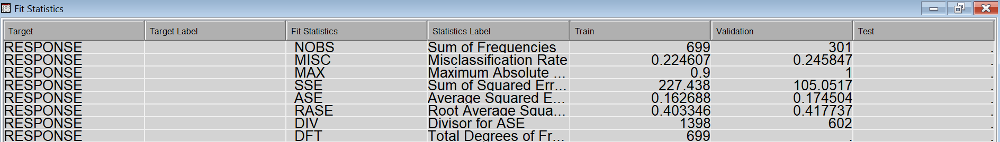 Fit Statistics
Target Target Label Fit Statistics Statistics Label Train Validation Test
RESPONSE NOBS Sum of Frequencies 699 301 .
RESPONSE MISC Misclassification Rate 0.224607 0.245847 .
RESPONSE MAX Maximum Absolute ... 0.9 1 .
RESPONSE SSE Sum of Squared Err... 227.438 105.0517 .
RESPONSE ASE Average Squared E... 0.162688 0.174504 .
RESPONSE RASE Root Average Squa... 0.403346 0.417737 .
RESPONSE DIV Divisor for ASE 1398 602 .
RESPONSE DFT Total Degrees of Fr... 699 . .